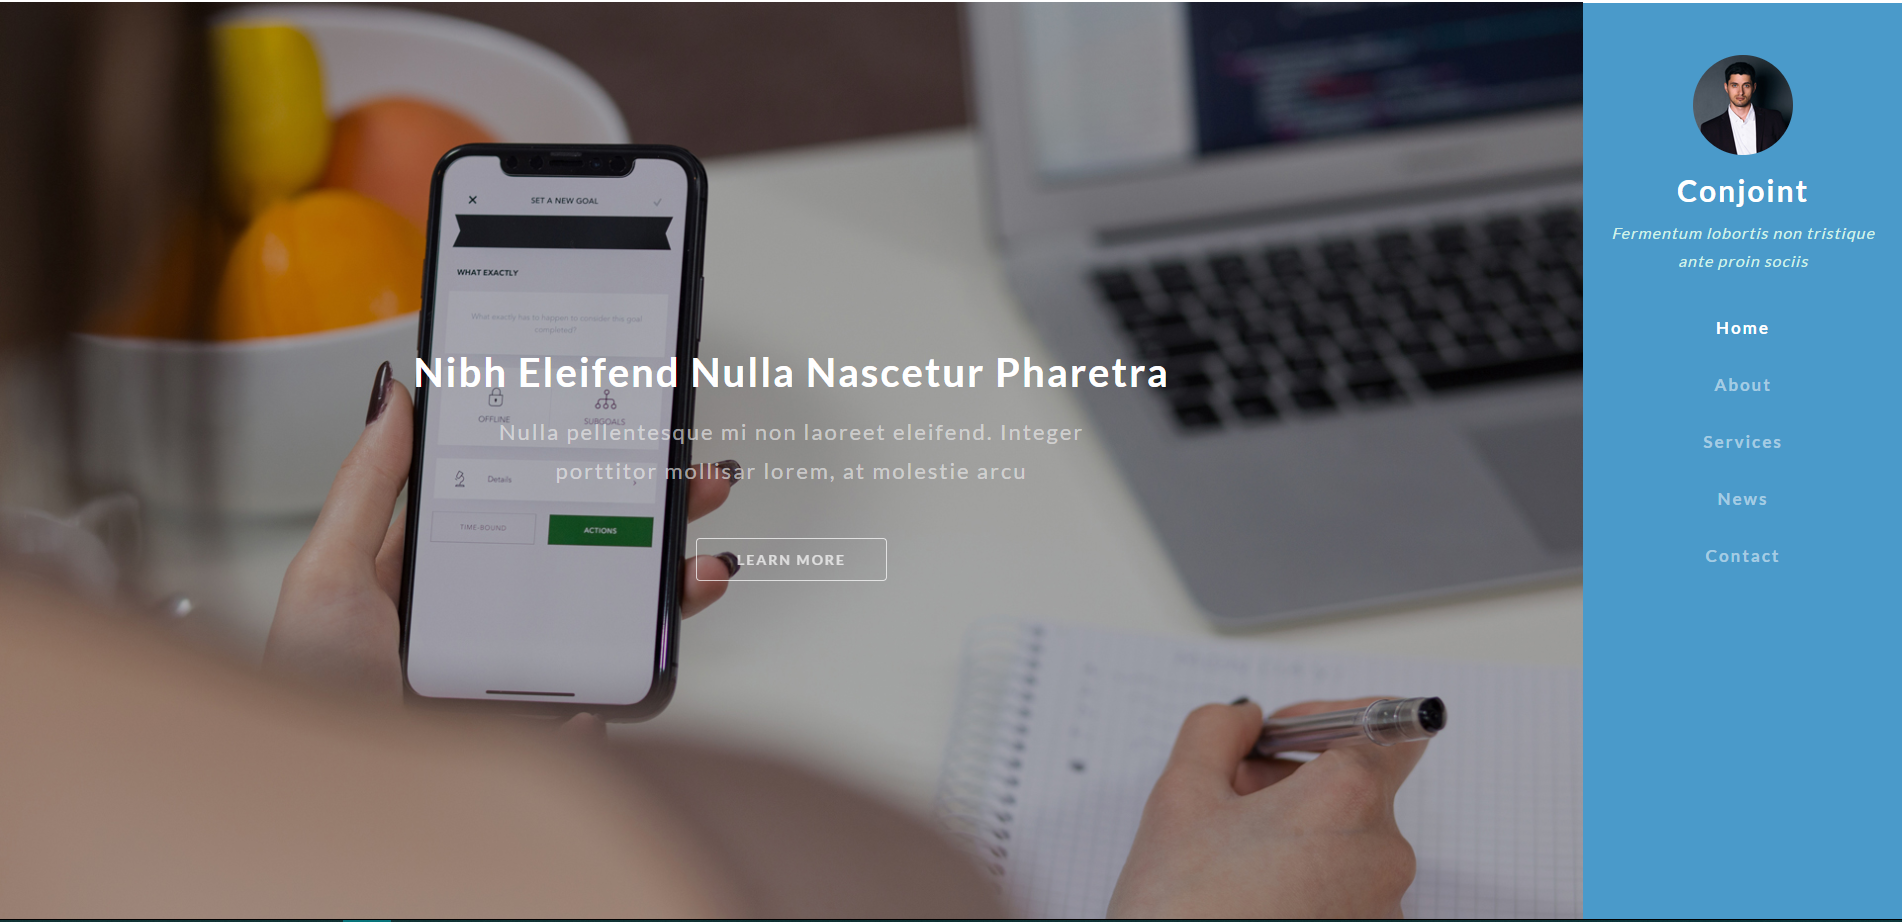 SET A NEW GOAL
WHAT EXACTLY
What exactly has to happen to consider the goal
completed?
Nibh Eleifend Nulla Nascetur Pharetra
OFFLINE
SUBGOALS
Nulla pellentesque mi non laoreet eleifend. Integer
porttitor mollisar lorem, at molestie arcu
Details
TIME-BOUND
ACTIONS
LEARN MORE
Conjoint
Fermentum lobortis non tristique
ante proin sociis
Home
About
Services
News
Contact